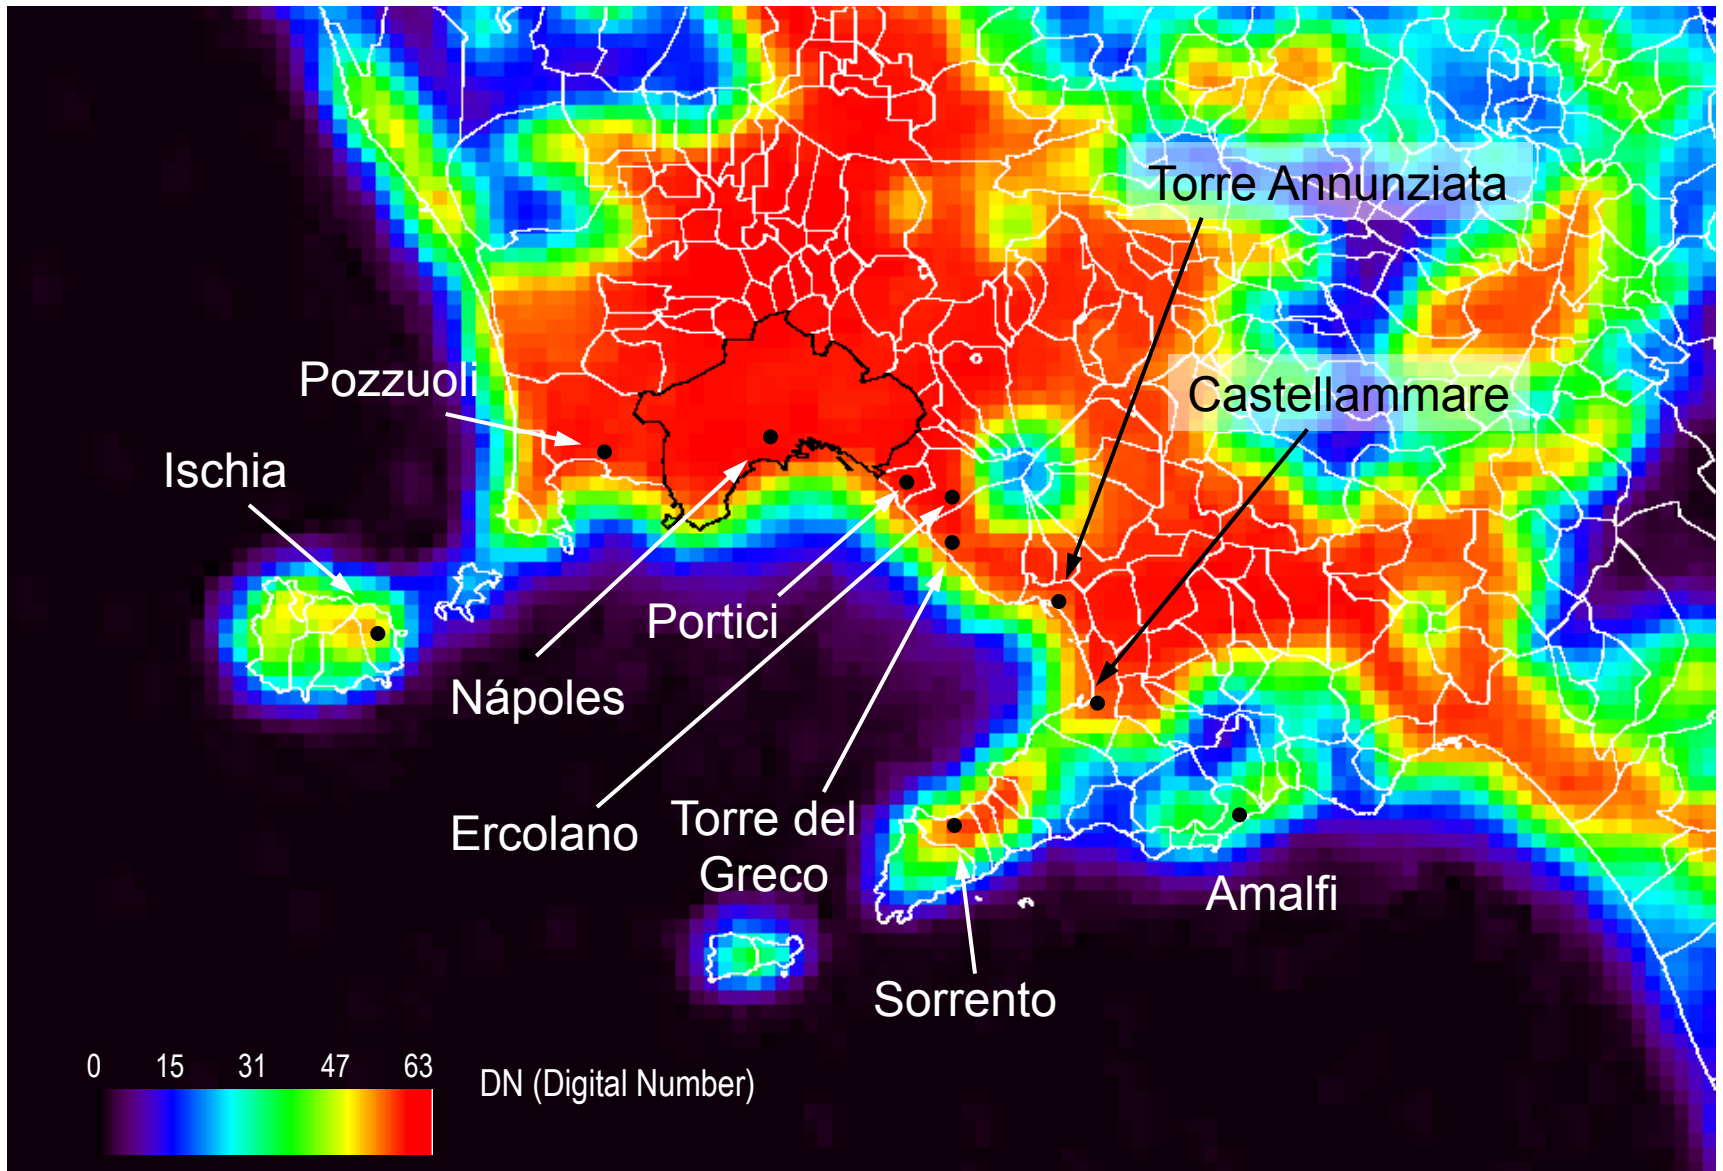 Torre Annunziata
Pozzuoli
Castellammare
Ischia
Portici
Nápoles
Ercolano
Torre del
Greco
Amalfi
Sorrento
0 15 31 47 63
DN (Digital Number)